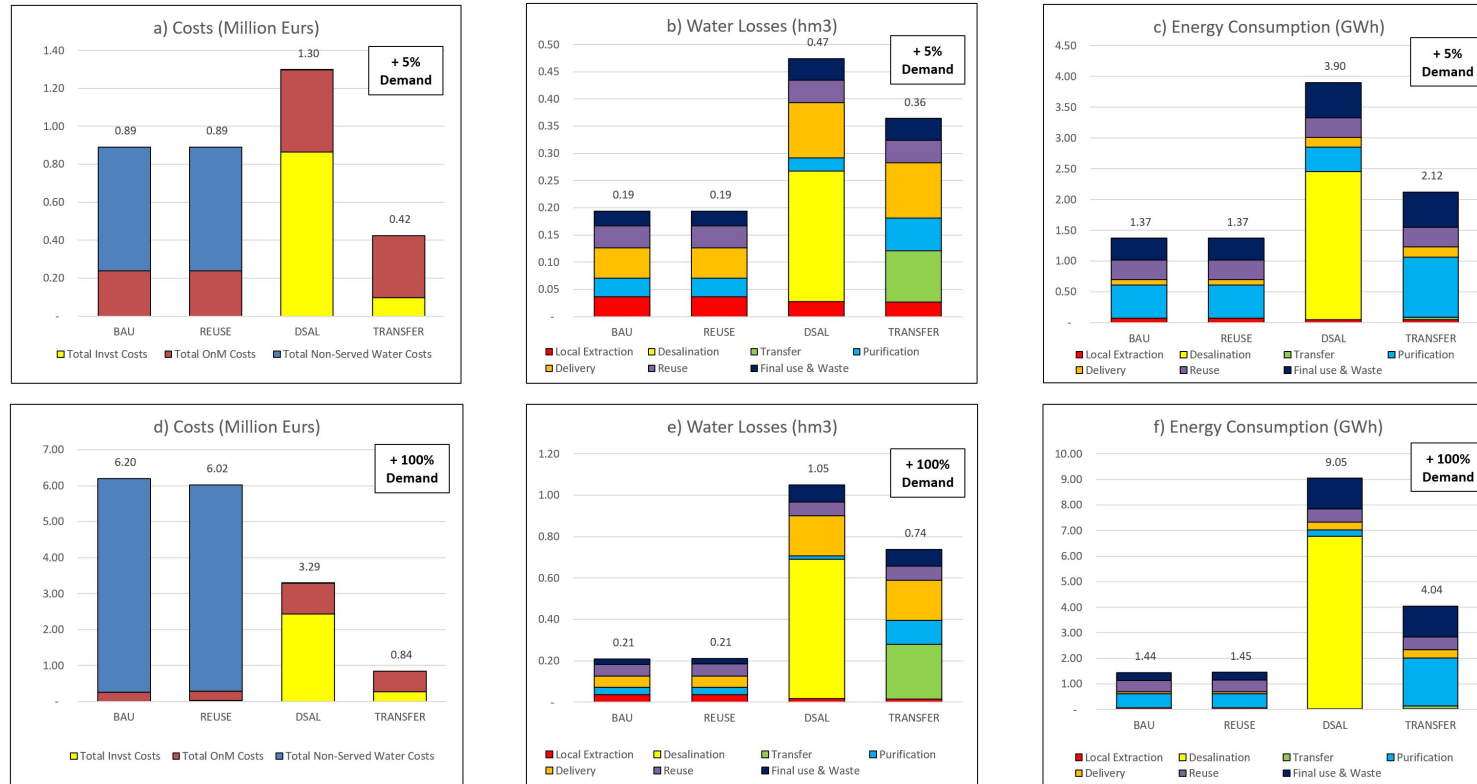 a) Costs (Million Eurs)
+ 5%
Demand
1.40
1.20
1.00
0.80
0.60
0.40
0.20
-
0.89
0.89
1.30
0.42
BAU
REUSE
DSAL
TRANSFER
Total Invst Costs
Total OnM Costs
Total Non-Served Water Costs
b) Water Losses (hm3)
+ 5%
Demand
0.50
0.45
0.40
0.35
0.30
0.25
0.20
0.15
0.10
0.05
-
0.19
0.19
0.47
0.36
BAU
REUSE
DSAL
TRANSFER
Local Extraction
Desalination
Transfer
Purification
Delivery
Reuse
Final use & Waste
c) Energy Consumption (GWh)
+ 5%
Demand
4.50
4.00
3.50
3.00
2.50
2.00
1.50
1.00
0.50
-
1.37
1.37
3.90
2.12
BAU
REUSE
DSAL
TRANSFER
Local Extraction
Desalination
Transfer
Purification
Delivery
Reuse
Final use & Waste
d) Costs (Million Eurs)
+ 100%
Demand
7.00
6.00
5.00
4.00
3.00
2.00
1.00
-
6.20
6.02
3.29
0.84
BAU
REUSE
DSAL
TRANSFER
Total Invst Costs
Total OnM Costs
Total Non-Served Water Costs
e) Water Losses (hm3)
+ 100%
Demand
1.20
1.00
0.80
0.60
0.40
0.20
-
0.21
0.21
1.05
0.74
BAU
REUSE
DSAL
TRANSFER
Local Extraction
Desalination
Transfer
Purification
Delivery
Reuse
Final use & Waste
f) Energy Consumption (GWh)
+ 100%
Demand
10.00
9.00
8.00
7.00
6.00
5.00
4.00
3.00
2.00
1.00
-
1.44
1.45
9.05
4.04
BAU
REUSE
DSAL
TRANSFER
Local Extraction
Desalination
Transfer
Purification
Delivery
Reuse
Final use & Waste